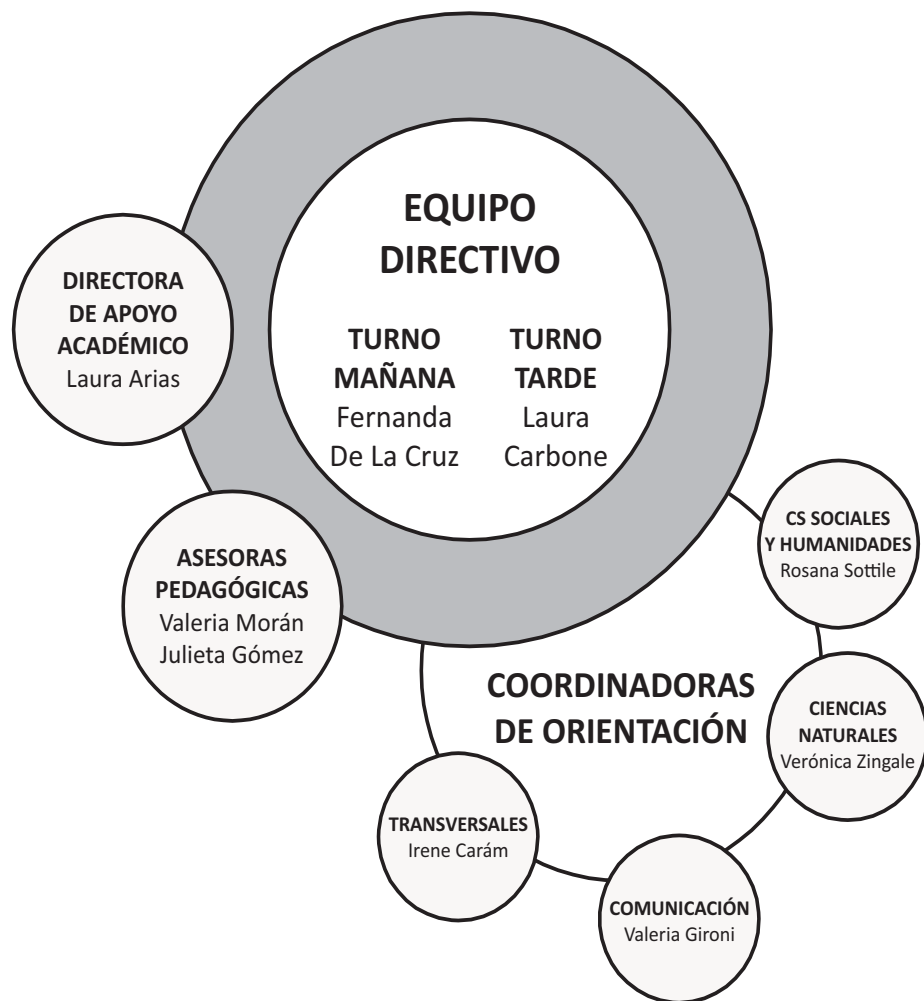 EQUIPO
DIRECTIVO
TURNO
MAÑANA
Fernanda
De La Cruz
TURNO
TARDE
Laura
Carbone
DIRECTORA
DE APOYO
ACADÉMICO
Laura Arias
ASESORAS
PEDAGÓGICAS
Valeria Morán
Julieta Gómez
COORDINADORAS
DE ORIENTACIÓN
CS SOCIALES
Y HUMANIDADES
Rosana Sottile
CIENCIAS
NATURALES
Verónica Zingale
COMUNICACIÓN
Valeria Gironi
TRANSVERSALES
Irene Carám